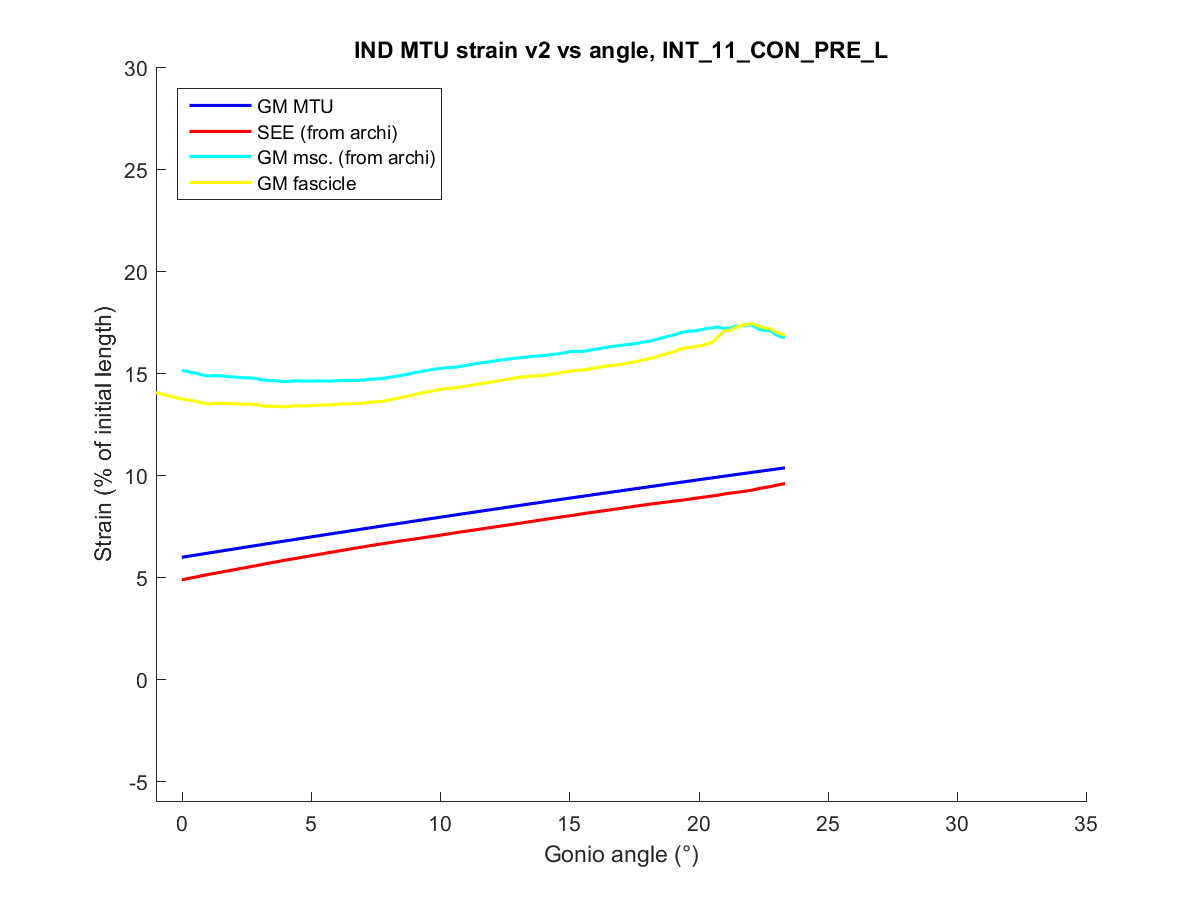 IND MTU strain v2 vs angle, INT_11_CON_PRE_L
30
25
20
15
10
5
0
-5
Strain (% of initial length)
GM MTU
SEE (from archi)
GM msc. (from archi)
GM fascicle
0 5 10 15 20 25 30 35
Gonio angle (°)